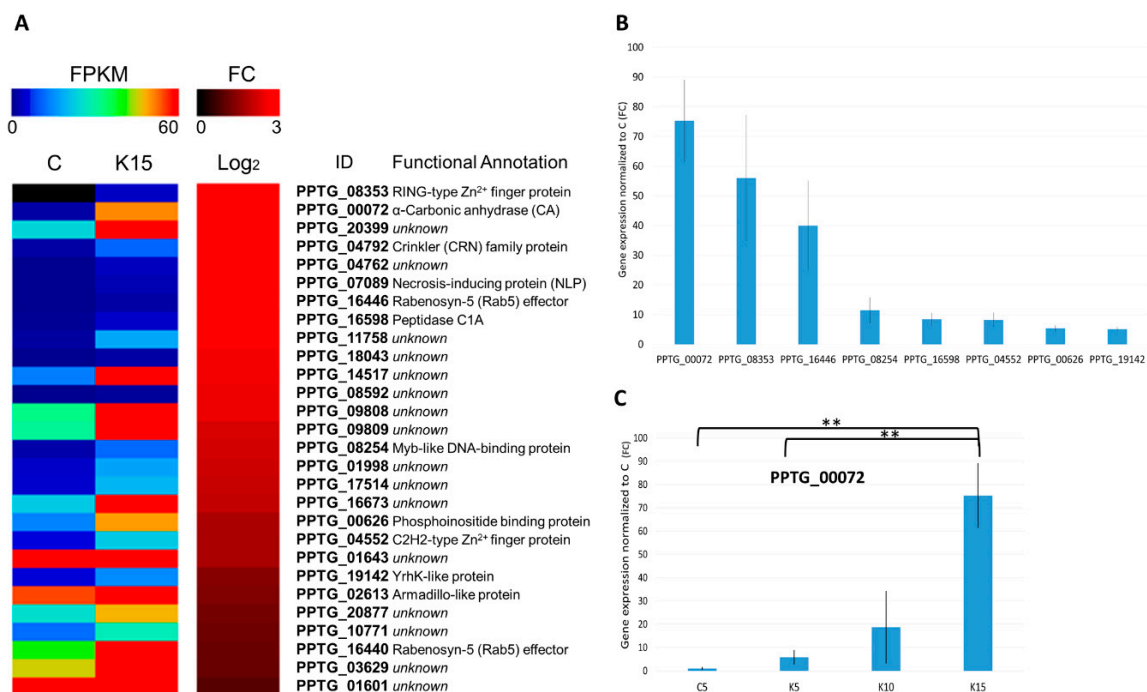 A
FPKM
FC
0
60
0
3
C
K15
Log2
ID
Functional Annotation
PPTG_08353 RING-type Zn²⁺ finger protein
PPTG_00072 α-Carbonic anhydrase (CA)
PPTG_20399 unknown
PPTG_04792 Crinkler (CRN) family protein
PPTG_04762 unknown
PPTG_07089 Necrosis-inducing protein (NLP)
PPTG_16446 Rabenosyn-5 (Rab5) effector
PPTG_16598 Peptidase C1A
PPTG_11758 unknown
PPTG_18043 unknown
PPTG_14517 unknown
PPTG_08592 unknown
PPTG_09808 unknown
PPTG_09809 unknown
PPTG_08254 Myb-like DNA-binding protein
PPTG_01998 unknown
PPTG_17514 unknown
PPTG_16673 unknown
PPTG_00626 Phosphoinositide binding protein
PPTG_04552 C2H2-type Zn²⁺ finger protein
PPTG_01643 unknown
PPTG_19142 YrhK-like protein
PPTG_02613 Armadillo-like protein
PPTG_20877 unknown
PPTG_10771 unknown
PPTG_16440 Rabenosyn-5 (Rab5) effector
PPTG_03629 unknown
PPTG_01601 unknown
B
Gene expression normalized to C (FC)
100
90
80
70
60
50
40
30
20
10
0
PPTG_00072 PPTG_08353 PPTG_16446 PPTG_08254 PPTG_16598 PPTG_04552 PPTG_00626 PPTG_19142
C
Gene expression normalized to C (FC)
100
90
80
70
60
50
40
30
20
10
0
**
**
PPTG_00072
C5 K5 K10 K15